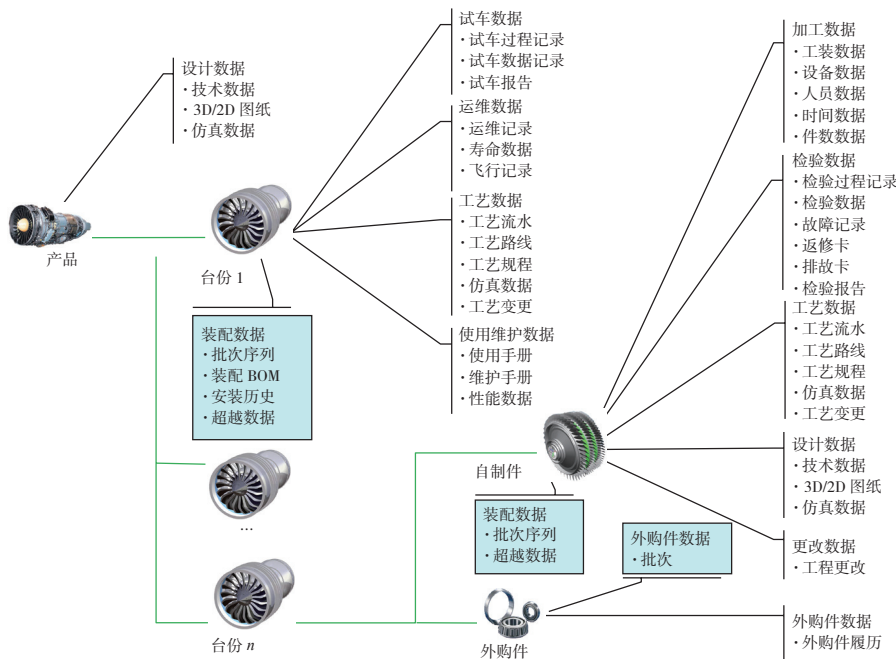 设计数据
·技术数据
·3D/2D 图纸
·仿真数据
产品
台份 1
装配数据
·批次序列
·装配 BOM
·安装历史
·超越数据
...
台份 n
试车数据
·试车过程记录
·试车数据记录
·试车报告
运维数据
·运维记录
·寿命数据
·飞行记录
工艺数据
·工艺流水
·工艺路线
·工艺规程
·仿真数据
·工艺变更
使用维护数据
·使用手册
·维护手册
·性能数据
自制件
装配数据
·批次序列
·超越数据
外购件数据
·批次
外购件
加工数据
·工装数据
·设备数据
·人员数据
·时间数据
·件数数据
检验数据
·检验过程记录
·检验数据
·故障记录
·返修卡
·排故卡
·检验报告
工艺数据
·工艺流水
·工艺路线
·工艺规程
·仿真数据
·工艺变更
设计数据
·技术数据
·3D/2D 图纸
·仿真数据
更改数据
·工程更改
外购件数据
·外购件履历